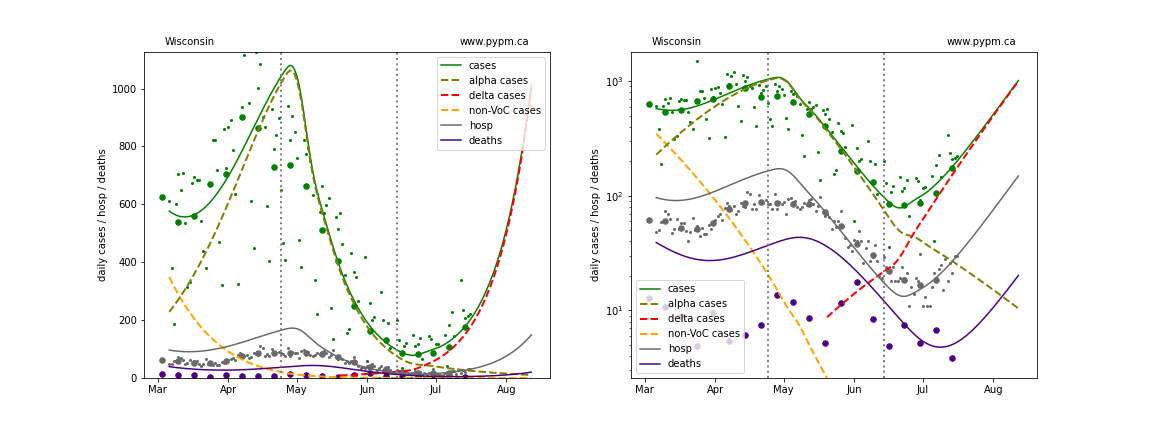 Wisconsin
www.pypm.ca
daily cases / hosp / deaths
1000
800
600
400
200
0
Mar
Apr
May
Jun
Jul
Aug
cases
alpha cases
delta cases
non-VoC cases
hosp
deaths
Wisconsin
www.pypm.ca
daily cases / hosp / deaths
10³
10²
10¹
Mar
Apr
May
Jun
Jul
Aug
cases
alpha cases
delta cases
non-VoC cases
hosp
deaths